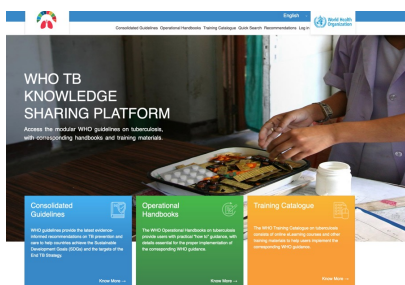 English
World Health
Organization
Consolidated Guidelines Operational Handbooks Training Catalogue Quick Search Recommendations Log in
WHO TB
KNOWLEDGE
SHARING PLATFORM
Access the modular WHO guidelines on tuberculosis,
with corresponding handbooks and training materials.
Consolidated
Guidelines
WHO guidelines provide the latest evidence-
informed recommendations on TB prevention and
care to help countries achieve the Sustainable
Development Goals (SDGs) and the targets of the
End TB Strategy.
Know More →
Operational
Handbooks
The WHO Operational Handbooks on tuberculosis
provide users with practical "how to" guidance, with
details essential for the proper implementation of
the corresponding WHO guidance.
Know More →
Training Catalogue
The WHO Training Catalogue on tuberculosis
consists of online eLearning courses and other
training materials to help users implement the
corresponding WHO guidance.
Know More →